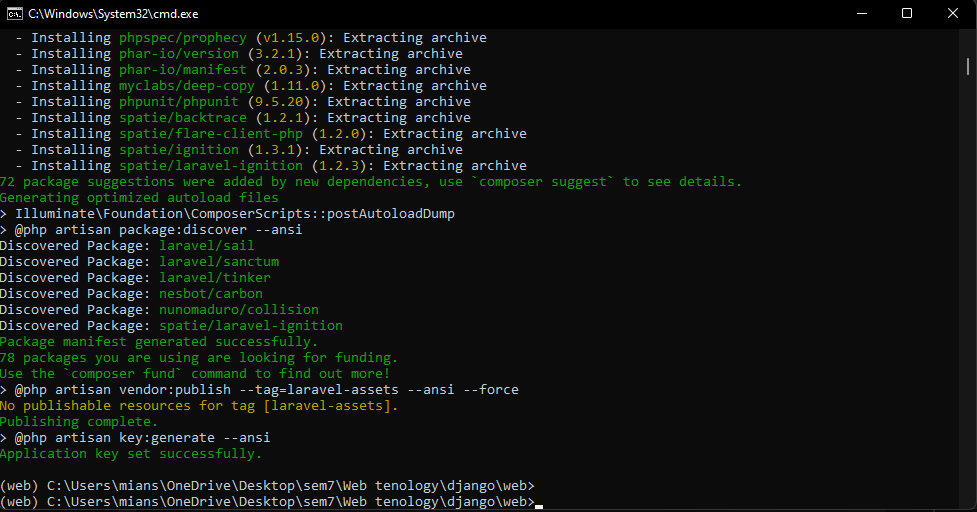 C:\Windows\System32\cmd.exe
- Installing phpspec/prophecy (v1.15.0): Extracting archive
- Installing phar-io/version (3.2.1): Extracting archive
- Installing phar-io/manifest (2.0.3): Extracting archive
- Installing myclabs/deep-copy (1.11.0): Extracting archive
- Installing phpunit/phpunit (9.5.20): Extracting archive
- Installing spatie/backtrace (1.2.1): Extracting archive
- Installing spatie/flare-client-php (1.2.0): Extracting archive
- Installing spatie/ignition (1.3.1): Extracting archive
- Installing spatie/laravel-ignition (1.2.3): Extracting archive
72 package suggestions were added by new dependencies, use `composer suggest` to see details.
Generating optimized autoload files
> Illuminate\Foundation\ComposerScripts::postAutoloadDump
> @php artisan package:discover --ansi
Discovered Package: laravel/sail
Discovered Package: laravel/sanctum
Discovered Package: laravel/tinker
Discovered Package: nesbot/carbon
Discovered Package: nunomaduro/collision
Discovered Package: spatie/laravel-ignition
Package manifest generated successfully.
78 packages you are using are looking for funding.
Use the `composer fund` command to find out more!
> @php artisan vendor:publish --tag=laravel-assets --ansi --force
No publishable resources for tag [laravel-assets].
Publishing complete.
> @php artisan key:generate --ansi
Application key set successfully.
(web) C:\Users\mians\OneDrive\Desktop\sem7\Web tenology\django\web>
(web) C:\Users\mians\OneDrive\Desktop\sem7\Web tenology\django\web>